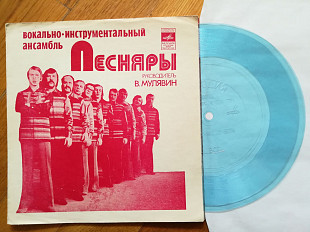 вокально-инструментальный
ансамбль
Песняры
РУКОВОДИТЕЛЬ
В. МУЛЯВИН